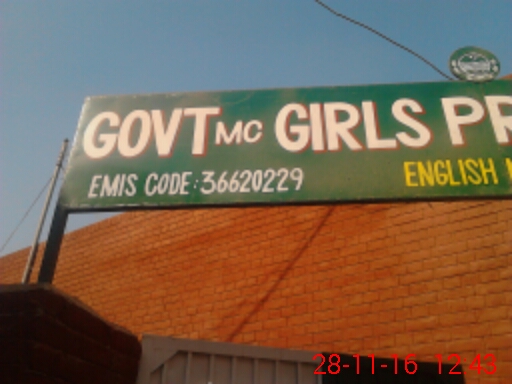 GOVT MC GIRLS PR
EMIS CODE:36620229
ENGLISH
28-11-16 12:43